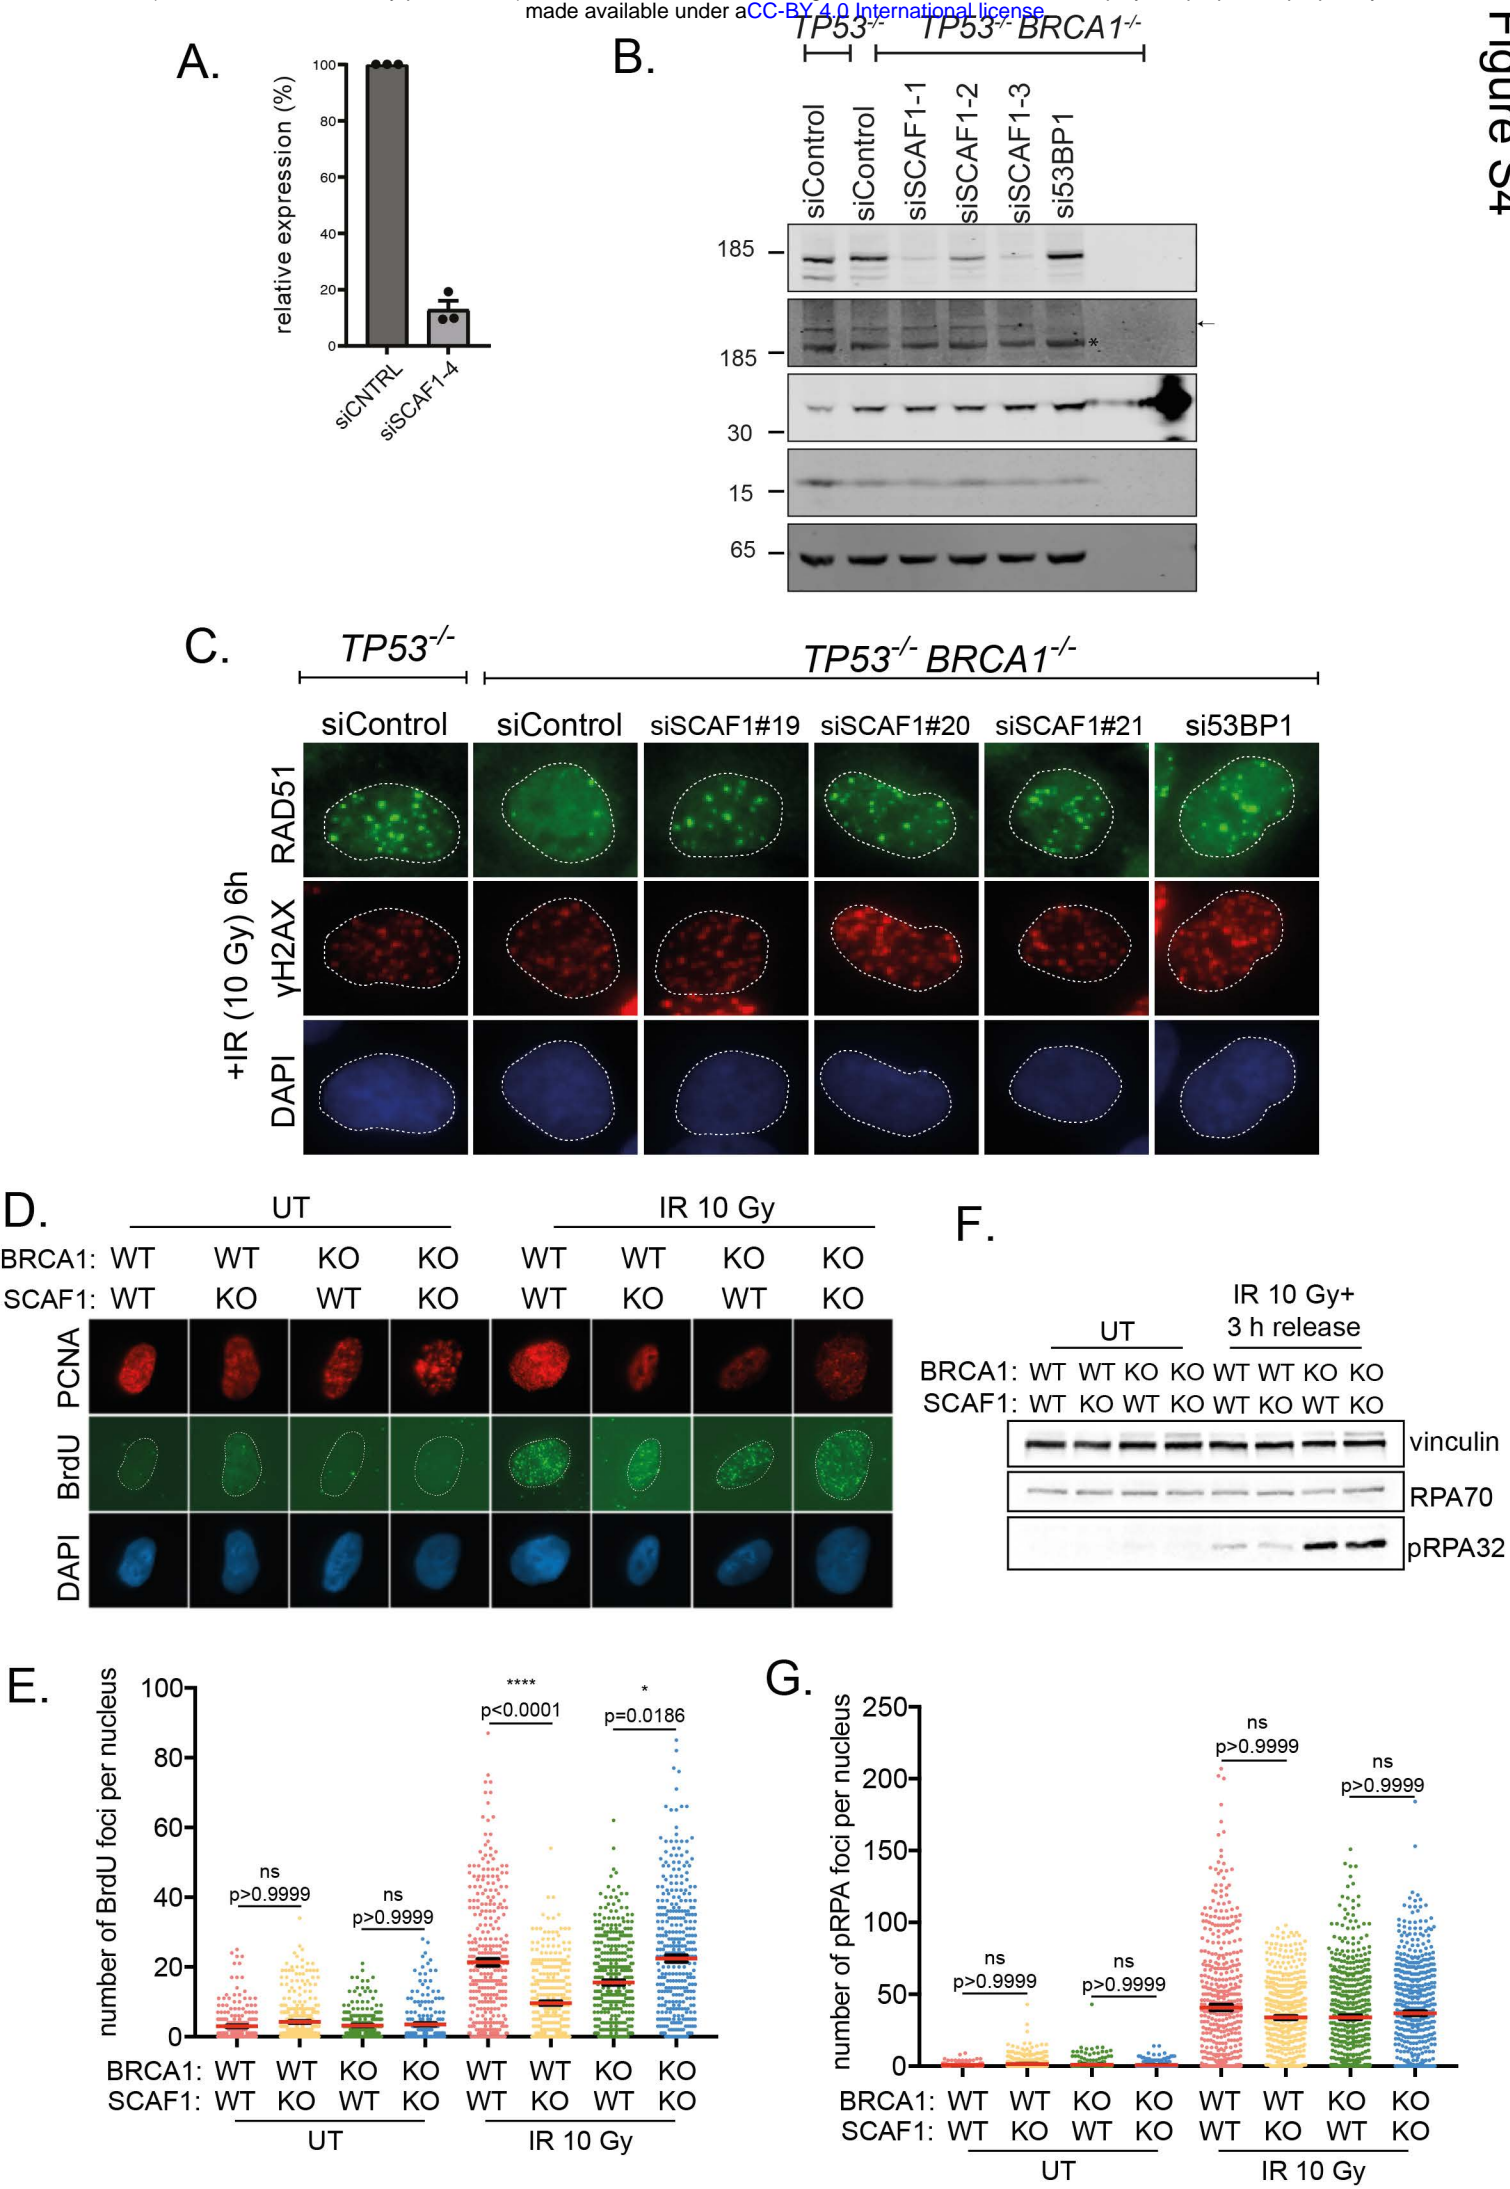 made available under aCC-BY 4.0 International license
Figure S4
A.
relative expression (%)
100
80
60
40
20
0
siCNTRL
siSCAF1-4
B.
TP53-/- TP53-/- BRCA1-/-
siControl
siControl
siSCAF1-1
siSCAF1-2
siSCAF1-3
si53BP1
185
←
185
*
30
15
65
C.
TP53-/- TP53-/- BRCA1-/-
siControl siControl siSCAF1#19 siSCAF1#20 siSCAF1#21 si53BP1
+IR (10 Gy) 6h
RAD51
γH2AX
DAPI
D.
UT IR 10 Gy
BRCA1: WT WT KO KO WT WT KO KO
SCAF1: WT KO WT KO WT KO WT KO
PCNA
BrdU
DAPI
F.
UT
IR 10 Gy+
3 h release
BRCA1: WT WT KO KO WT WT KO KO
SCAF1: WT KO WT KO WT KO WT KO
vinculin
RPA70
pRPA32
E.
number of BrdU foci per nucleus
100
80
60
40
20
0
ns
p>0.9999
ns
p>0.9999
****
p<0.0001
*
p=0.0186
BRCA1: WT WT KO KO WT WT KO KO
SCAF1: WT KO WT KO WT KO WT KO
UT IR 10 Gy
G.
number of pRPA foci per nucleus
250
200
150
100
50
0
ns
p>0.9999
ns
p>0.9999
ns
p>0.9999
ns
p>0.9999
BRCA1: WT WT KO KO WT WT KO KO
SCAF1: WT KO WT KO WT KO WT KO
UT IR 10 Gy